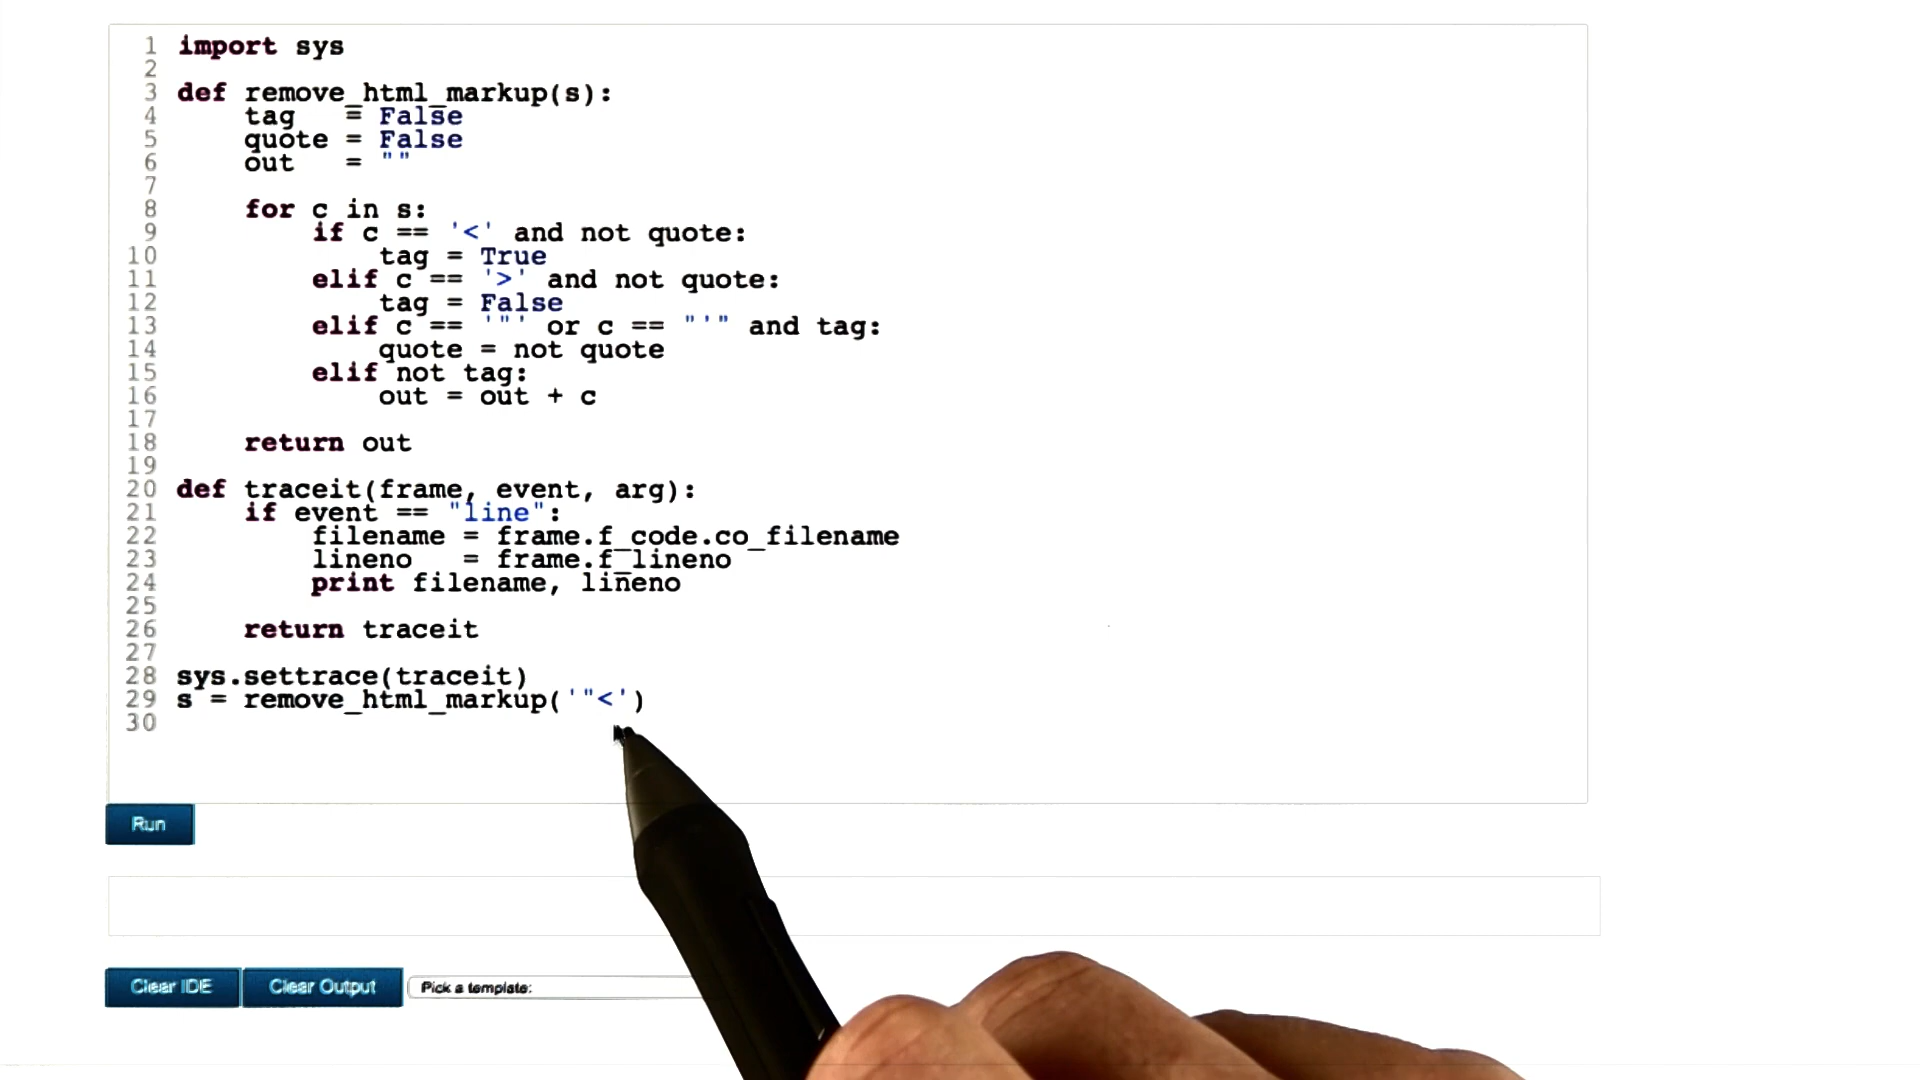 1 import sys
2
3 def remove_html_markup(s):
4     tag   = False
5     quote = False
6     out   = ""
7
8     for c in s:
9         if c == '<' and not quote:
10             tag = True
11         elif c == '>' and not quote:
12             tag = False
13         elif c == '"' or c == "'" and tag:
14             quote = not quote
15         elif not tag:
16             out = out + c
17
18     return out
19
20 def traceit(frame, event, arg):
21     if event == "line":
22         filename = frame.f_code.co_filename
23         lineno   = frame.f_lineno
24         print filename, lineno
25
26     return traceit
27
28 sys.settrace(traceit)
29 s = remove_html_markup('"<')
30
Run
Clear IDE Clear Output Pick a template: